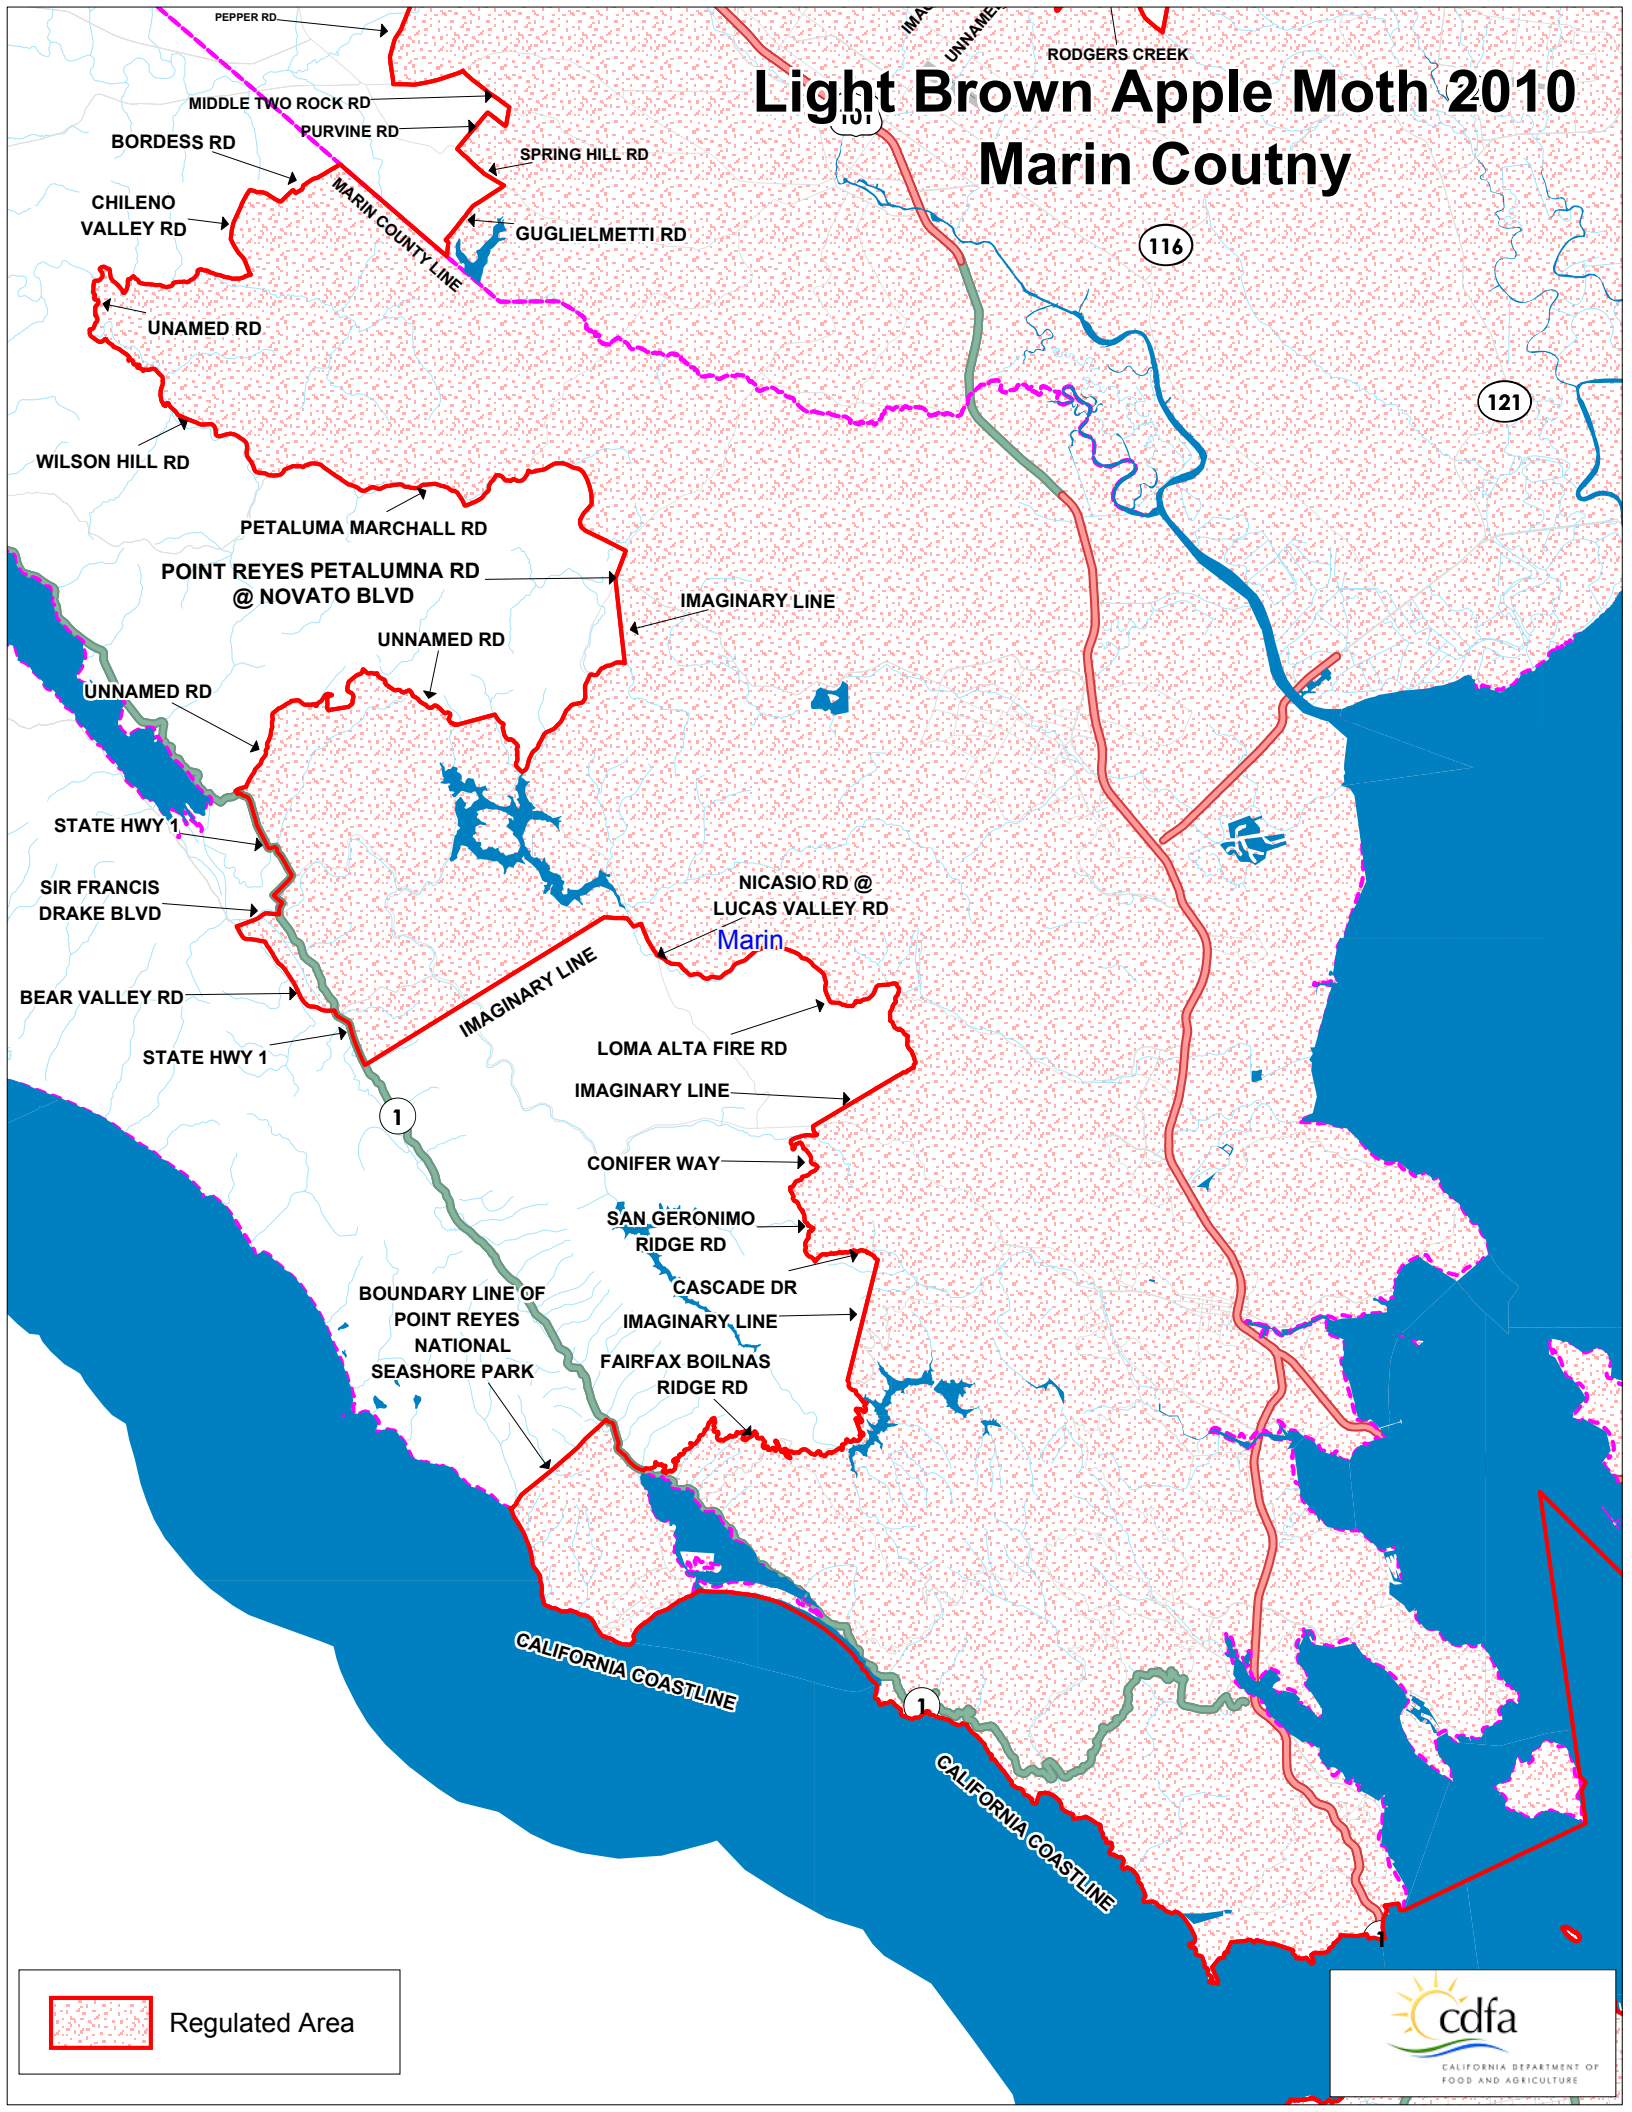 PEPPER RD
RODGERS CREEK
UNNAMED
Light Brown Apple Moth 2010
Marin Coutny
101
MIDDLE TWO ROCK RD
PURVINE RD
BORDESS RD
SPRING HILL RD
CHILENO
VALLEY RD
MARIN COUNTY LINE
GUGLIELMETTI RD
116
UNAMED RD
121
WILSON HILL RD
PETALUMA MARCHALL RD
POINT REYES PETALUMNA RD
@ NOVATO BLVD
IMAGINARY LINE
UNNAMED RD
UNNAMED RD
STATE HWY 1
SIR FRANCIS
DRAKE BLVD
NICASIO RD @
LUCAS VALLEY RD
Marin
IMAGINARY LINE
BEAR VALLEY RD
STATE HWY 1
LOMA ALTA FIRE RD
IMAGINARY LINE
1
CONIFER WAY
SAN GERONIMO
RIDGE RD
CASCADE DR
BOUNDARY LINE OF
POINT REYES
NATIONAL
SEASHORE PARK
IMAGINARY LINE
FAIRFAX BOILNAS
RIDGE RD
CALIFORNIA COASTLINE
1
CALIFORNIA COASTLINE
1
Regulated Area
cdfa
CALIFORNIA DEPARTMENT OF
FOOD AND AGRICULTURE